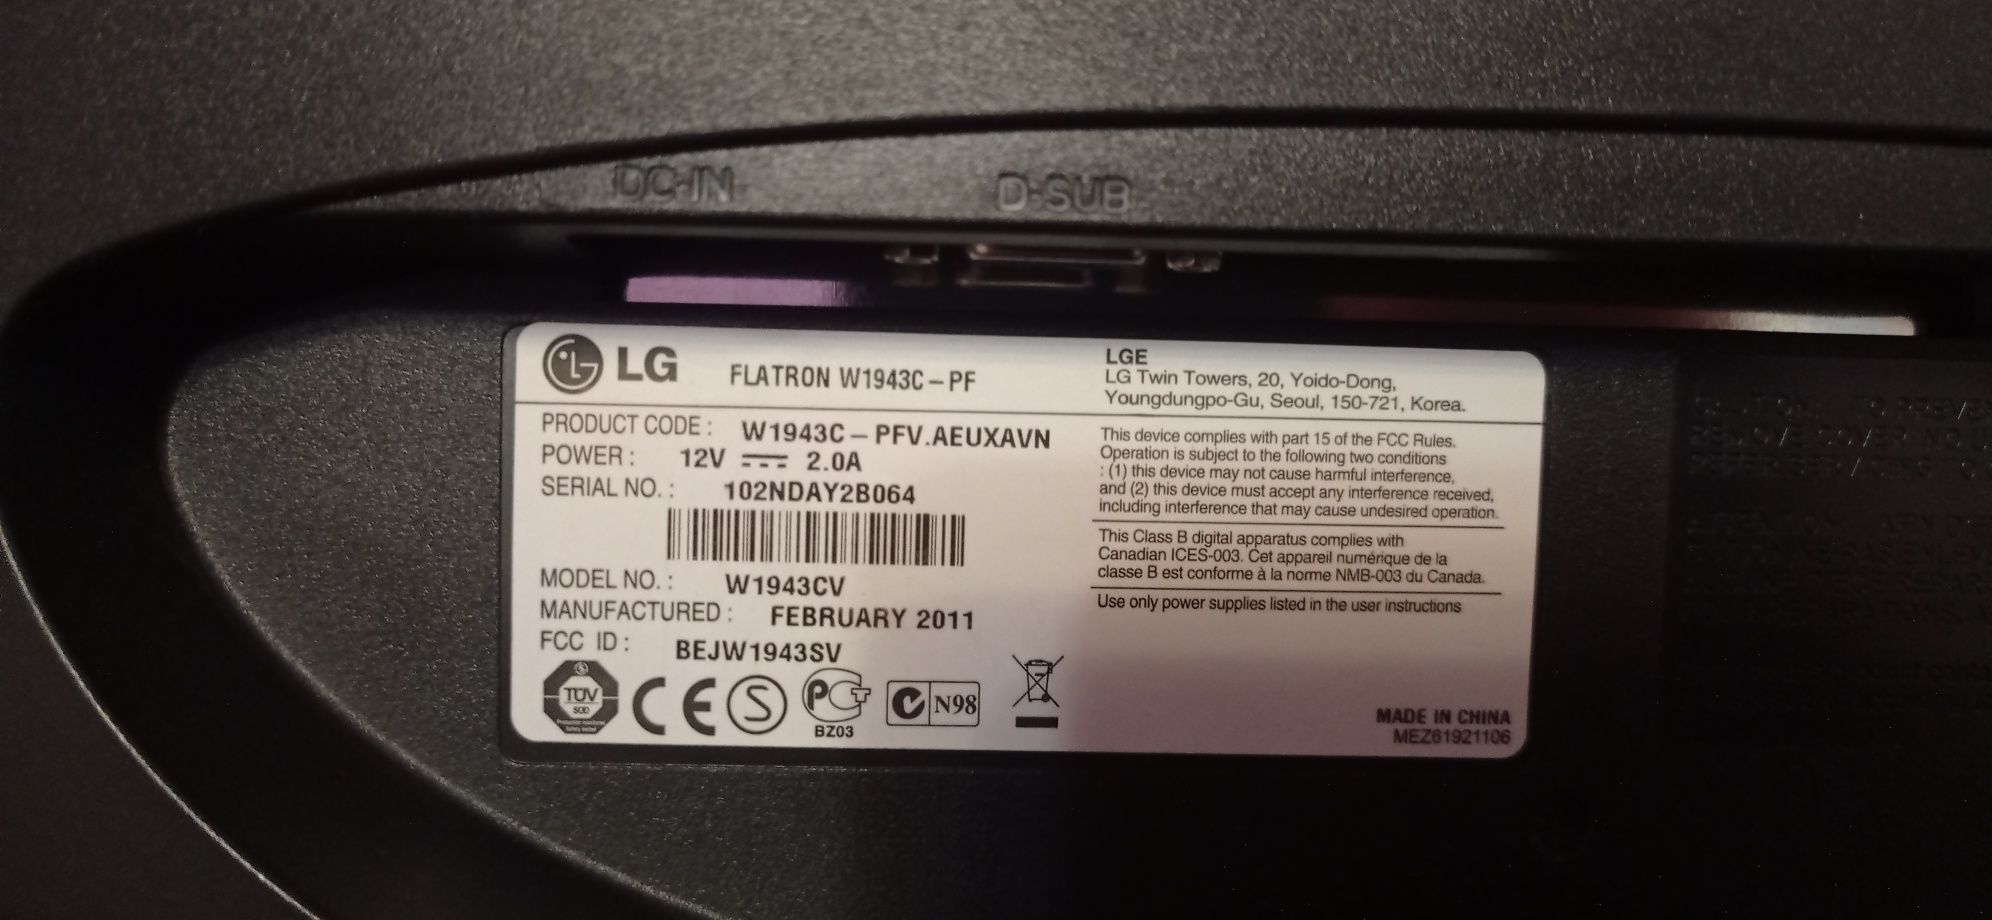 DC-IN
D-SUB
LG
FLATRON W1943C-PF
LGE
LG Twin Towers, 20, Yoido-Dong,
Youngdungpo-Gu, Seoul, 150-721, Korea.
PRODUCT CODE : W1943C-PFV.AEUXAVN
POWER : 12V 2.0A
SERIAL NO. : 102NDAY2B064
MODEL NO. : W1943CV
MANUFACTURED : FEBRUARY 2011
FCC ID : BEJW1943SV
TÜV
SÜD
CE
S
BZ03
N98
This device complies with part 15 of the FCC Rules.
Operation is subject to the following two conditions
: (1) this device may not cause harmful interference,
and (2) this device must accept any interference received,
including interference that may cause undesired operation.
This Class B digital apparatus complies with
Canadian ICES-003. Cet appareil numérique de la
classe B est conforme à la norme NMB-003 du Canada.
Use only power supplies listed in the user instructions
MADE IN CHINA
MEZ61921106